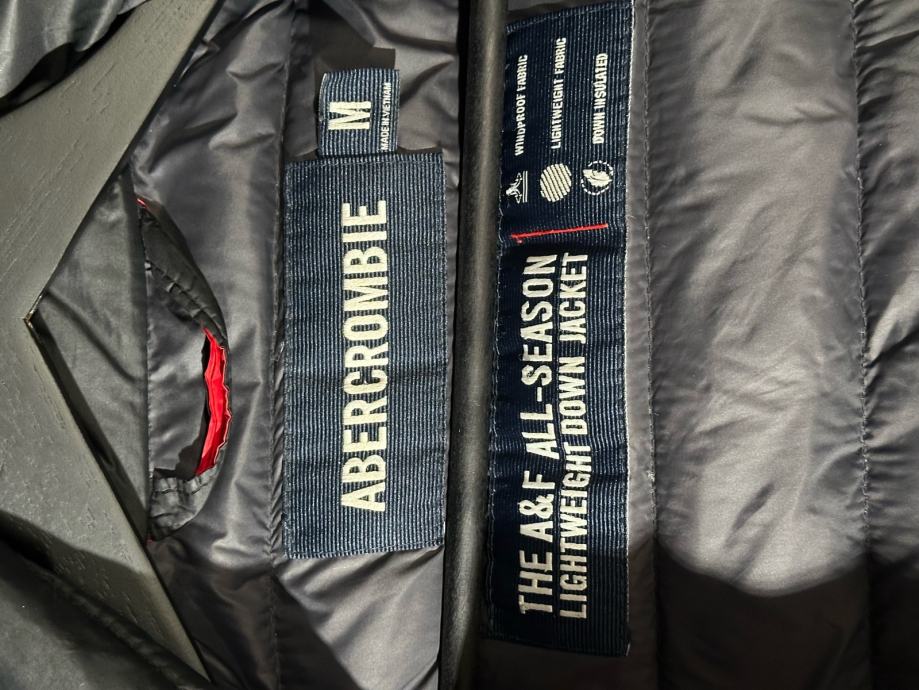 M
MADE IN VIETNAM
ABERCROMBIE
THE A&F ALL-SEASON
LIGHTWEIGHT DOWN JACKET
WINDPROOF FABRIC
LIGHTWEIGHT FABRIC
DOWN INSULATED